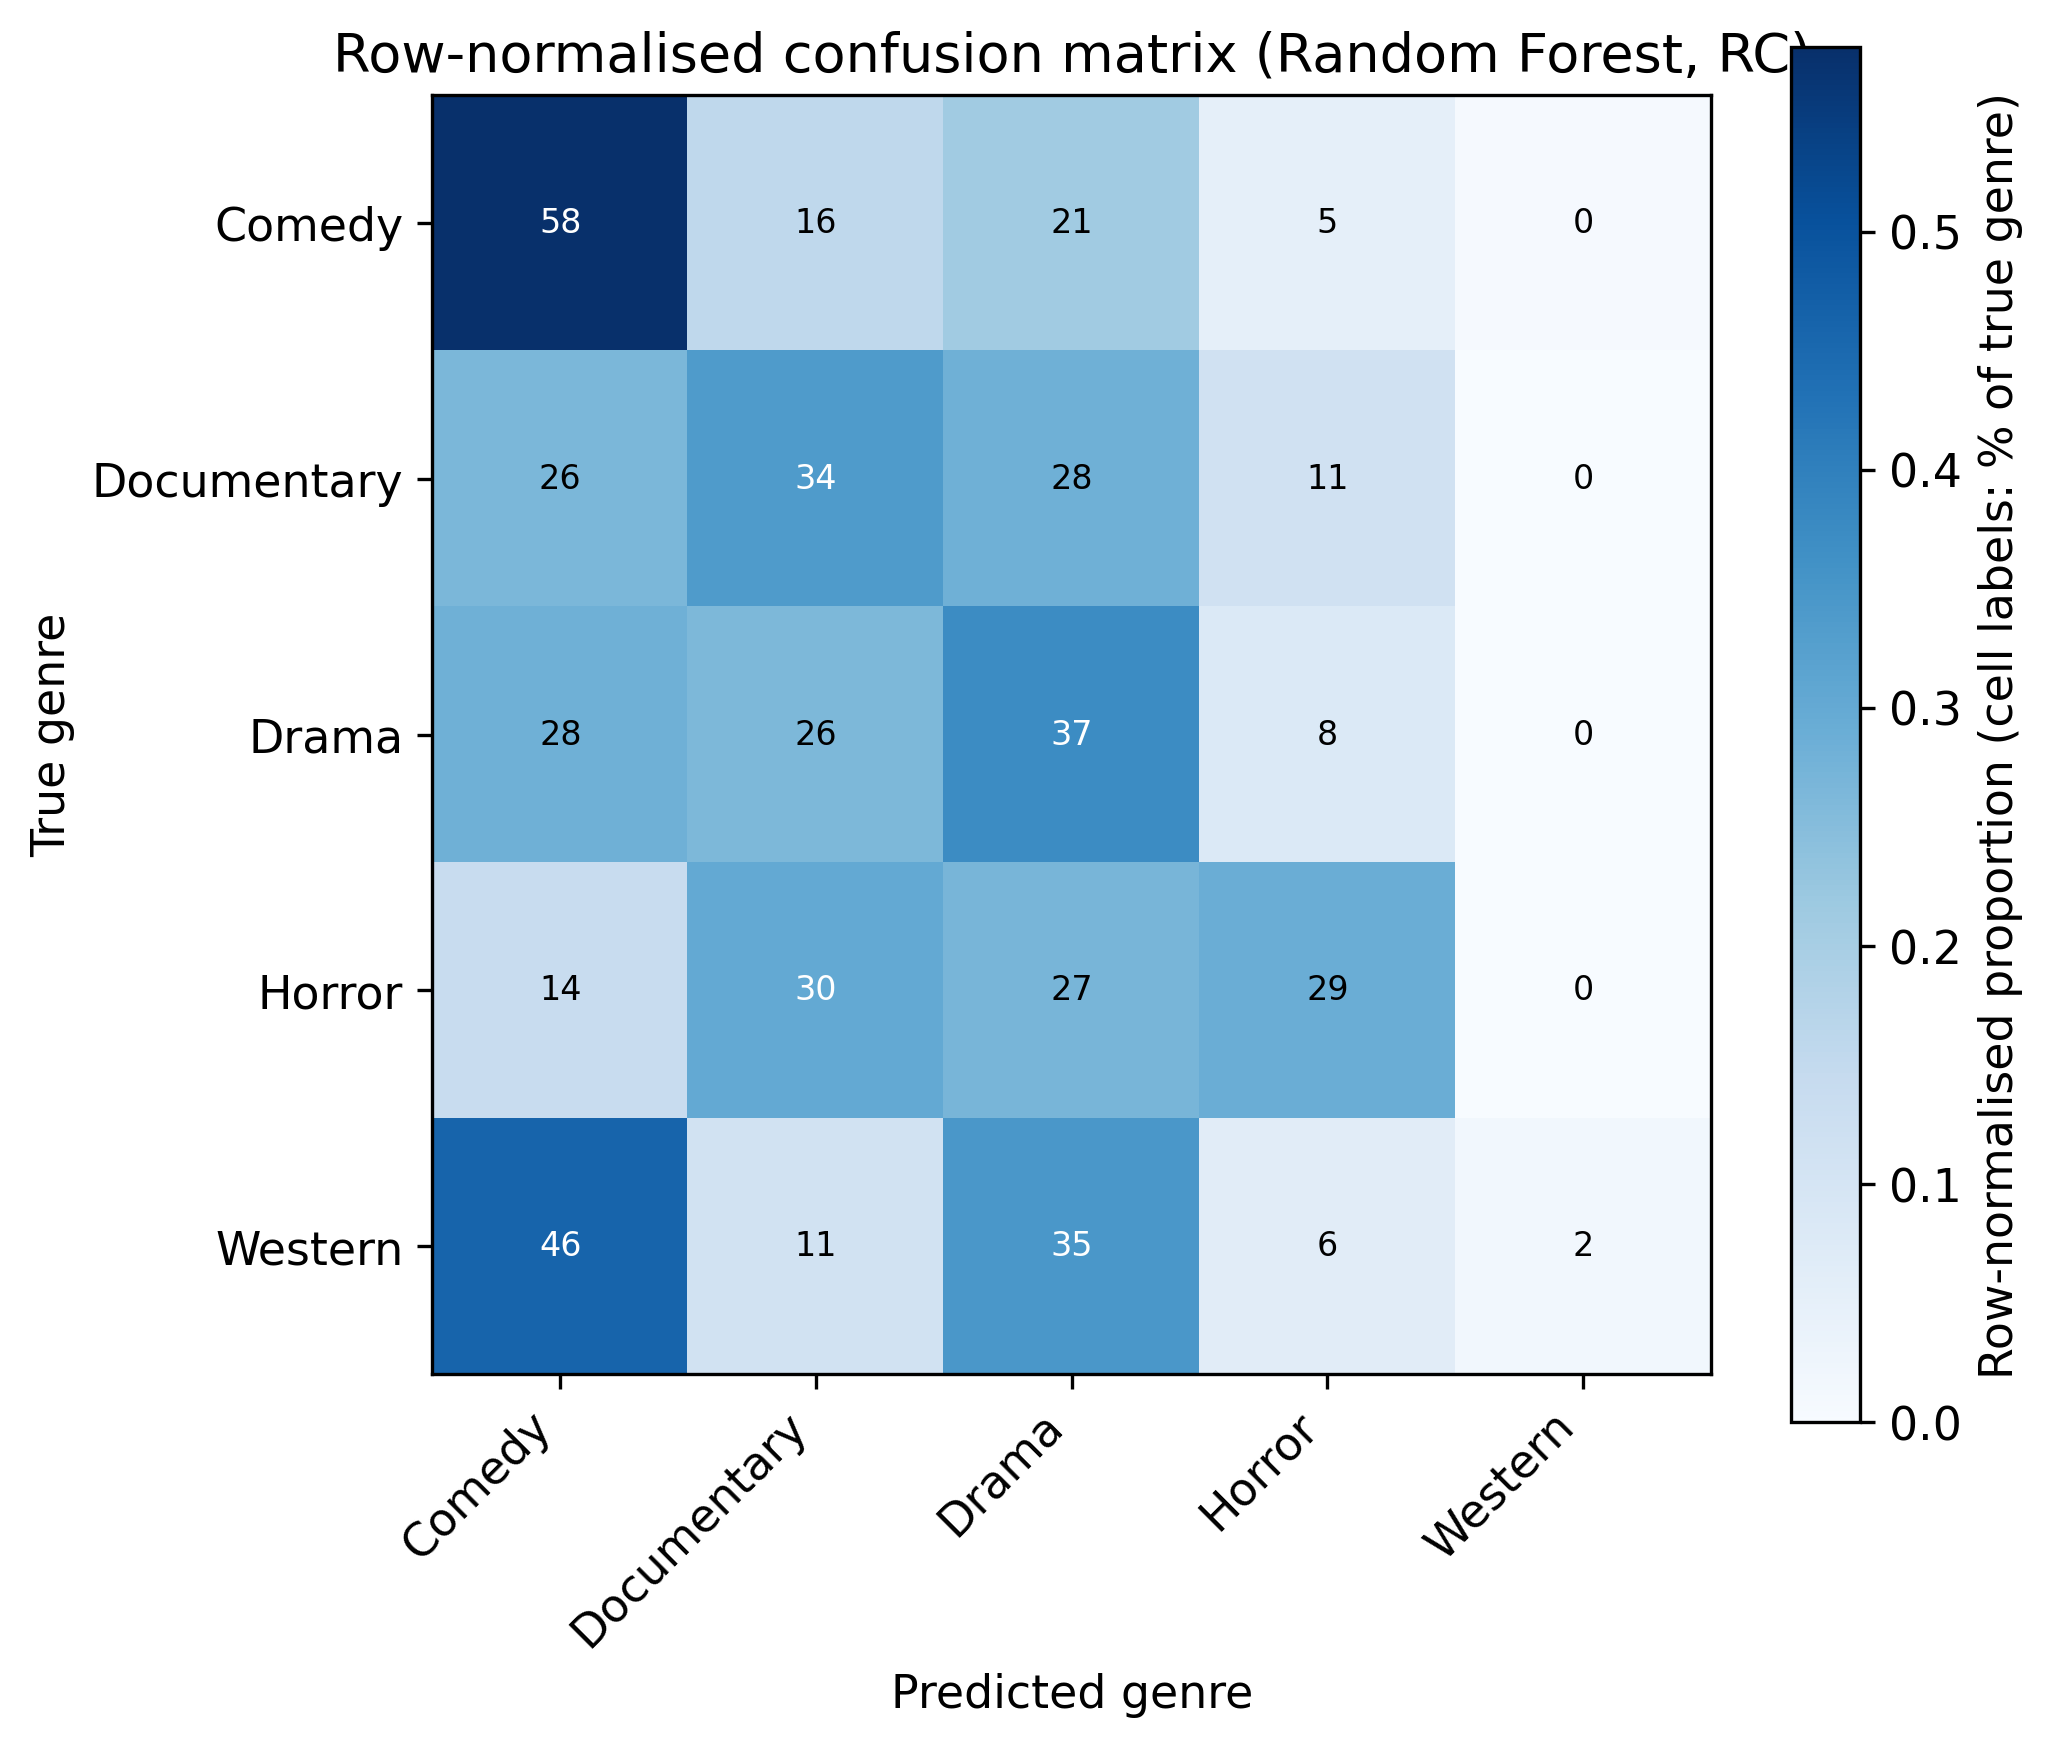 Row-normalised confusion matrix (Random Forest, RC)
Comedy 58 16 21 5 0
Documentary 26 34 28 11 0
Drama 28 26 37 8 0
Horror 14 30 27 29 0
Western 46 11 35 6 2
True genre
Comedy Documentary Drama Horror Western
Predicted genre
0.5
0.4
0.3
0.2
0.1
0.0
Row-normalised proportion (cell labels: % of true genre)